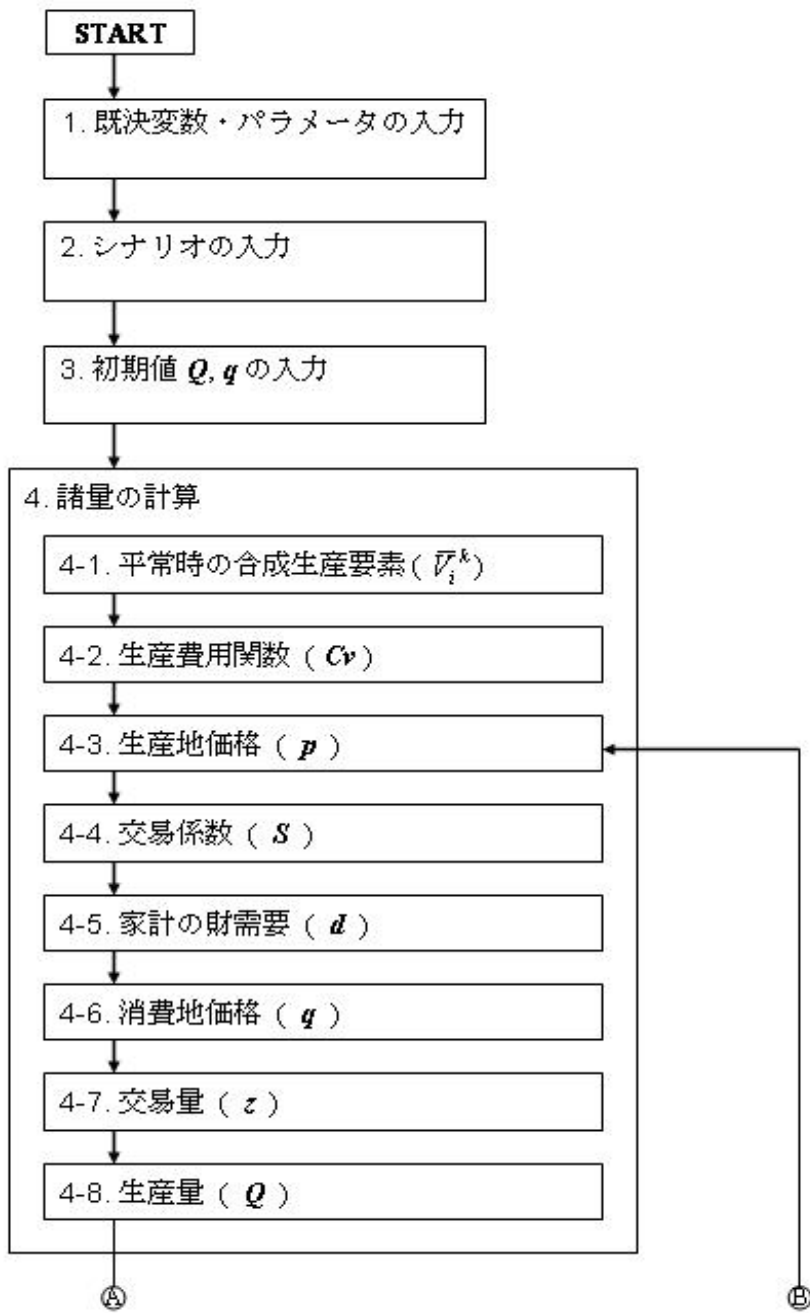 START
1. 既決変数・パラメータの入力
2. シナリオの入力
3. 初期値 Q, q の入力
4. 諸量の計算
4-1. 平常時の合成生産要素( V̅ᵢᵏ)
4-2. 生産費用関数 ( Cv )
4-3. 生産地価格 ( p )
4-4. 交易係数 ( S )
4-5. 家計の財需要 ( d )
4-6. 消費地価格 ( q )
4-7. 交易量 ( z )
4-8. 生産量 ( Q )
Ⓐ
Ⓑ